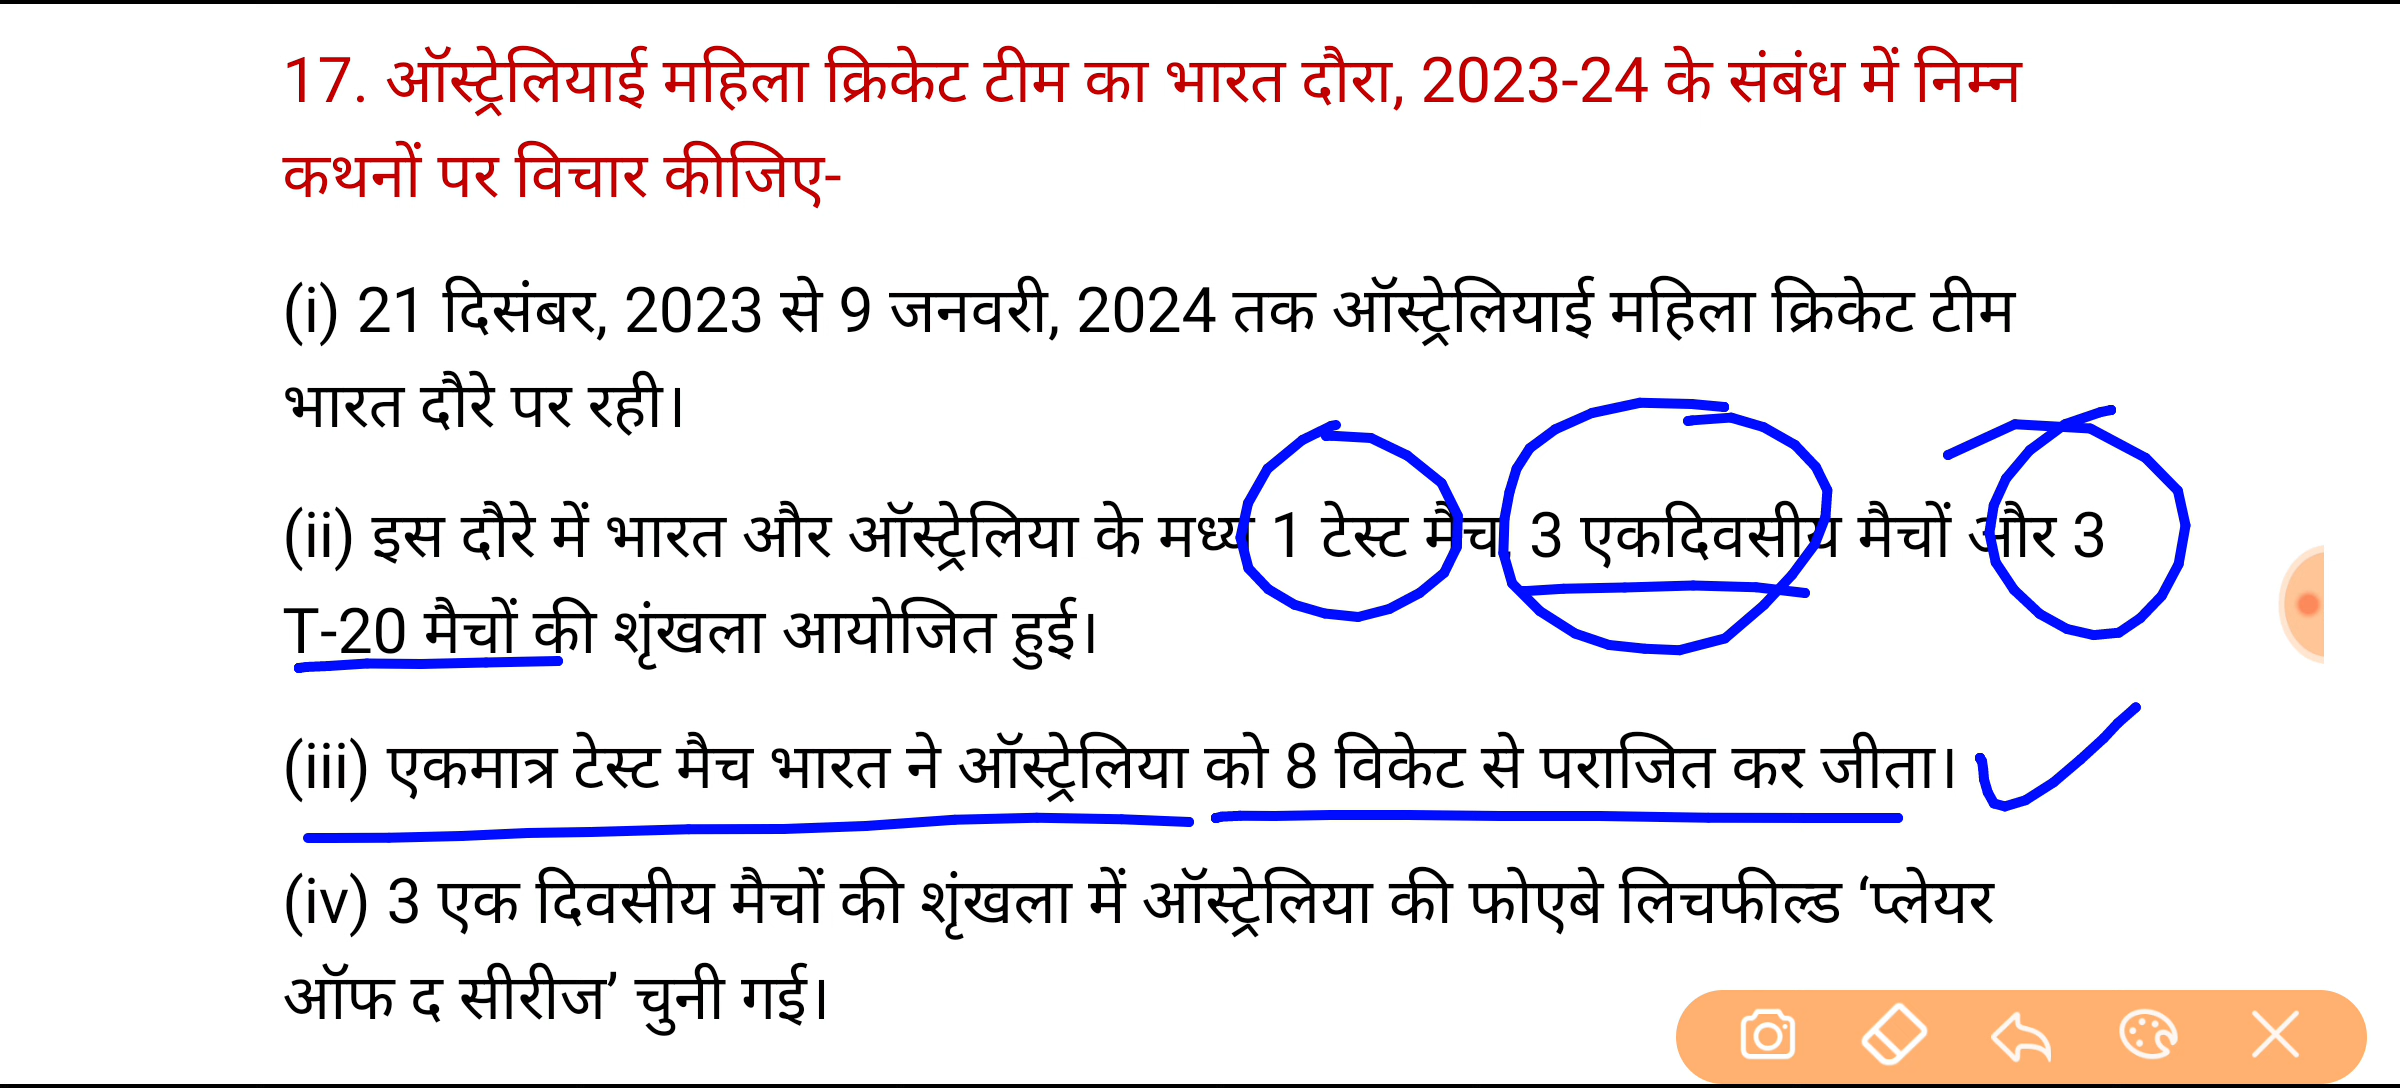 17. ऑस्ट्रेलियाई महिला क्रिकेट टीम का भारत दौरा, 2023-24 के संबंध में निम्न
कथनों पर विचार कीजिए-
(i) 21 दिसंबर, 2023 से 9 जनवरी, 2024 तक ऑस्ट्रेलियाई महिला क्रिकेट टीम
भारत दौरे पर रही।
(ii) इस दौरे में भारत और ऑस्ट्रेलिया के मध्य 1 टेस्ट मैच, 3 एकदिवसीय मैचों और 3
T-20 मैचों की शृंखला आयोजित हुई।
(iii) एकमात्र टेस्ट मैच भारत ने ऑस्ट्रेलिया को 8 विकेट से पराजित कर जीता।
(iv) 3 एक दिवसीय मैचों की शृंखला में ऑस्ट्रेलिया की फोएबे लिचफील्ड ‘प्लेयर
ऑफ द सीरीज’ चुनी गई।